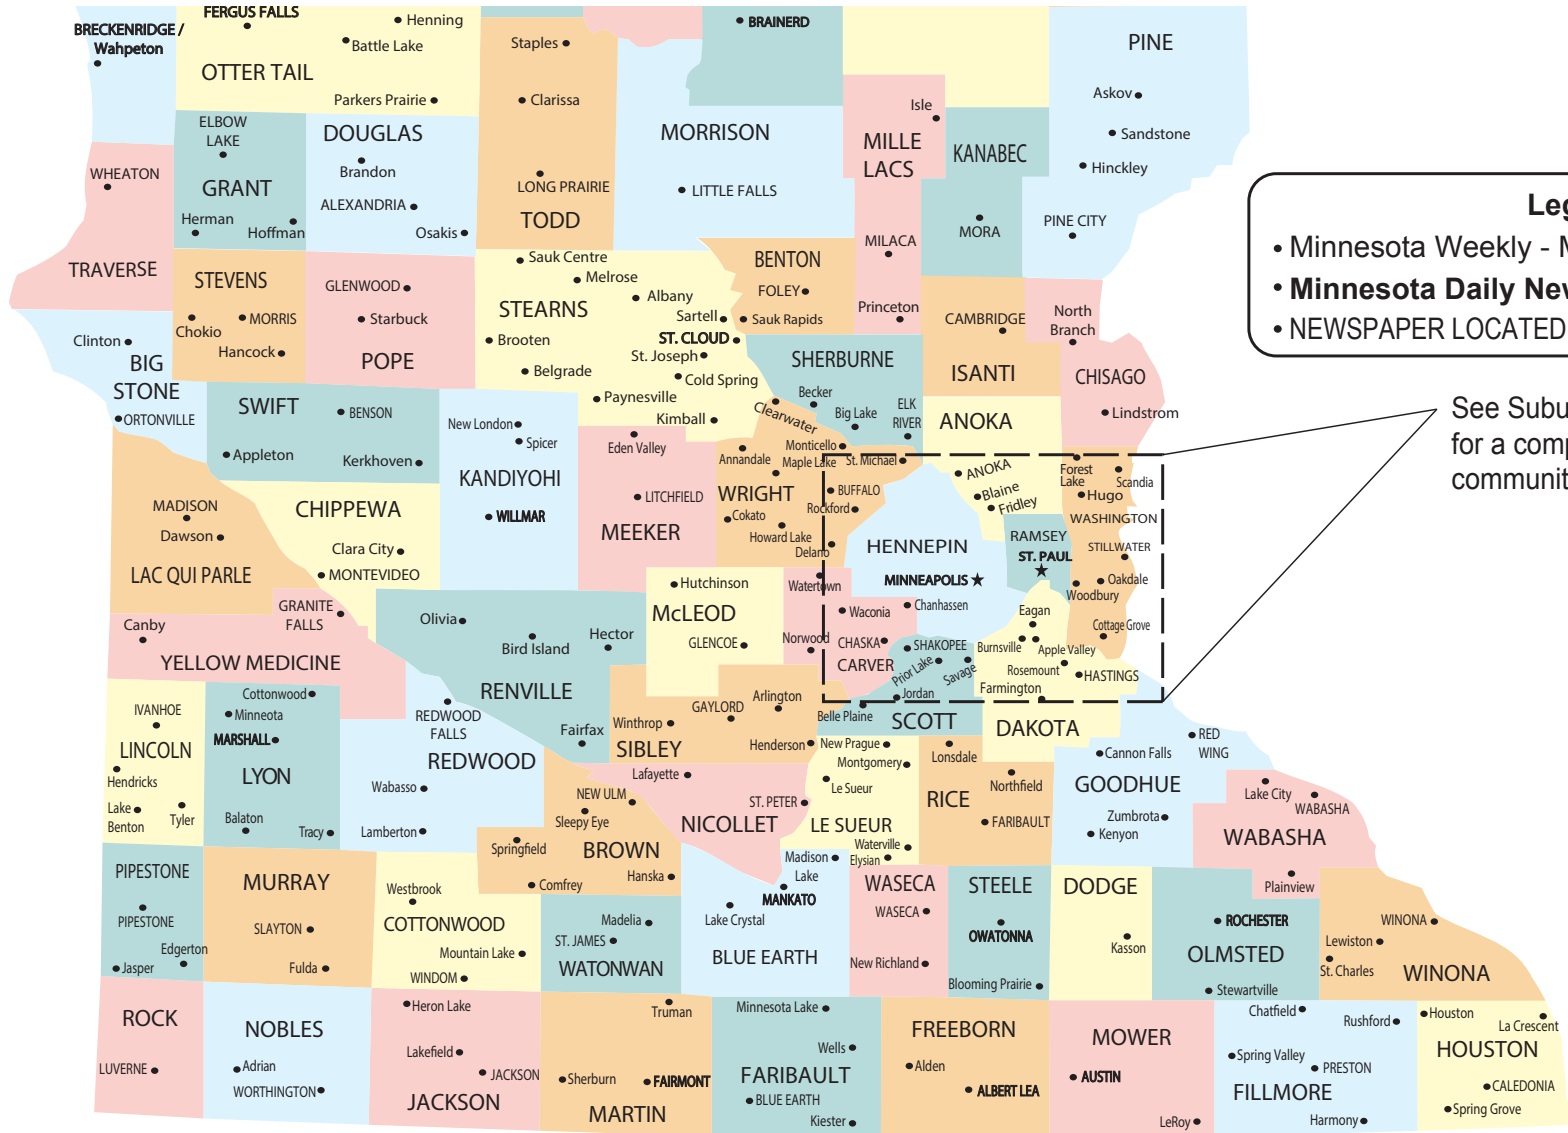 FERGUS FALLS
Henning
BRECKENRIDGE /
Wahpeton
Battle Lake
OTTER TAIL
Parkers Prairie
Staples
Clarissa
BRAINERD
PINE
Askov
Isle
Sandstone
Hinckley
ELBOW
LAKE
DOUGLAS
MORRISON
MILLE
LACS
KANABEC
Brandon
WHEATON
GRANT
LONG PRAIRIE
LITTLE FALLS
ALEXANDRIA
Herman
Hoffman
Osakis
TODD
MORA
PINE CITY
MILACA
TRAVERSE
STEVENS
GLENWOOD
Sauk Centre
Melrose
BENTON
FOLEY
STEARNS
Albany
Sartell
Sauk Rapids
Princeton
CAMBRIDGE
North
Branch
Chokio
MORRIS
Starbuck
Hancock
POPE
Clinton
BIG
STONE
ORTONVILLE
Brooten
ST. CLOUD
St. Joseph
Belgrade
Cold Spring
Paynesville
Kimball
SHERBURNE
Becker
Big Lake
ELK
RIVER
ISANTI
CHISAGO
Lindstrom
Leg
• Minnesota Weekly - M
• Minnesota Daily New
• NEWSPAPER LOCATED
See Subu
for a comp
communit
SWIFT
BENSON
Appleton
Kerkhoven
New London
Spicer
KANDIYOHI
WILLMAR
Eden Valley
LITCHFIELD
MEEKER
Clearwater
Monticello
Annandale
Maple Lake
St. Michael
WRIGHT
BUFFALO
Rockford
Cokato
Howard Lake
Delano
ANOKA
ANOKA
Blaine
Fridley
Forest
Lake
Scandia
Hugo
WASHINGTON
STILLWATER
RAMSEY
ST. PAUL
Oakdale
Woodbury
Cottage Grove
HENNEPIN
MINNEAPOLIS
Chanhassen
MADISON
Dawson
CHIPPEWA
Clara City
MONTEVIDEO
LAC QUI PARLE
GRANITE
FALLS
Canby
YELLOW MEDICINE
Olivia
Bird Island
Hector
RENVILLE
Fairfax
Hutchinson
McLEOD
GLENCOE
Watertown
Waconia
Norwood
CHASKA
CARVER
SHAKOPEE
Prior Lake
Savage
Jordan
Belle Plaine
SCOTT
Eagan
Burnsville
Apple Valley
Rosemount
HASTINGS
Farmington
DAKOTA
Cottonwood
IVANHOE
Minneota
MARSHALL
LINCOLN
LYON
Hendricks
Lake
Benton
Tyler
Balaton
Tracy
REDWOOD
FALLS
REDWOOD
Wabasso
Lamberton
Winthrop
GAYLORD
Arlington
SIBLEY
Henderson
New Prague
Montgomery
Le Sueur
LE SUEUR
Waterville
Elysian
Lonsdale
Northfield
RICE
FARIBAULT
Cannon Falls
RED
WING
GOODHUE
Zumbrota
Kenyon
Lake City
WABASHA
WABASHA
Plainview
Lafayette
NEW ULM
ST. PETER
Sleepy Eye
NICOLLET
Springfield
BROWN
Comfrey
Hanska
PIPESTONE
PIPESTONE
Edgerton
Jasper
MURRAY
SLAYTON
Fulda
Westbrook
COTTONWOOD
Mountain Lake
WINDOM
Madelia
ST. JAMES
WATONWAN
Madison
Lake
MANKATO
Lake Crystal
BLUE EARTH
WASECA
WASECA
New Richland
STEELE
OWATONNA
Blooming Prairie
DODGE
Kasson
ROCHESTER
OLMSTED
Stewartville
WINONA
Lewiston
St. Charles
WINONA
ROCK
LUVERNE
NOBLES
Adrian
WORTHINGTON
Heron Lake
Lakefield
JACKSON
JACKSON
Truman
Sherburn
FAIRMONT
MARTIN
Minnesota Lake
Wells
FARIBAULT
BLUE EARTH
Kiester
FREEBORN
Alden
ALBERT LEA
MOWER
AUSTIN
LeRoy
Chatfield
Rushford
Spring Valley
PRESTON
FILLMORE
Harmony
Houston
La Crescent
HOUSTON
CALEDONIA
Spring Grove